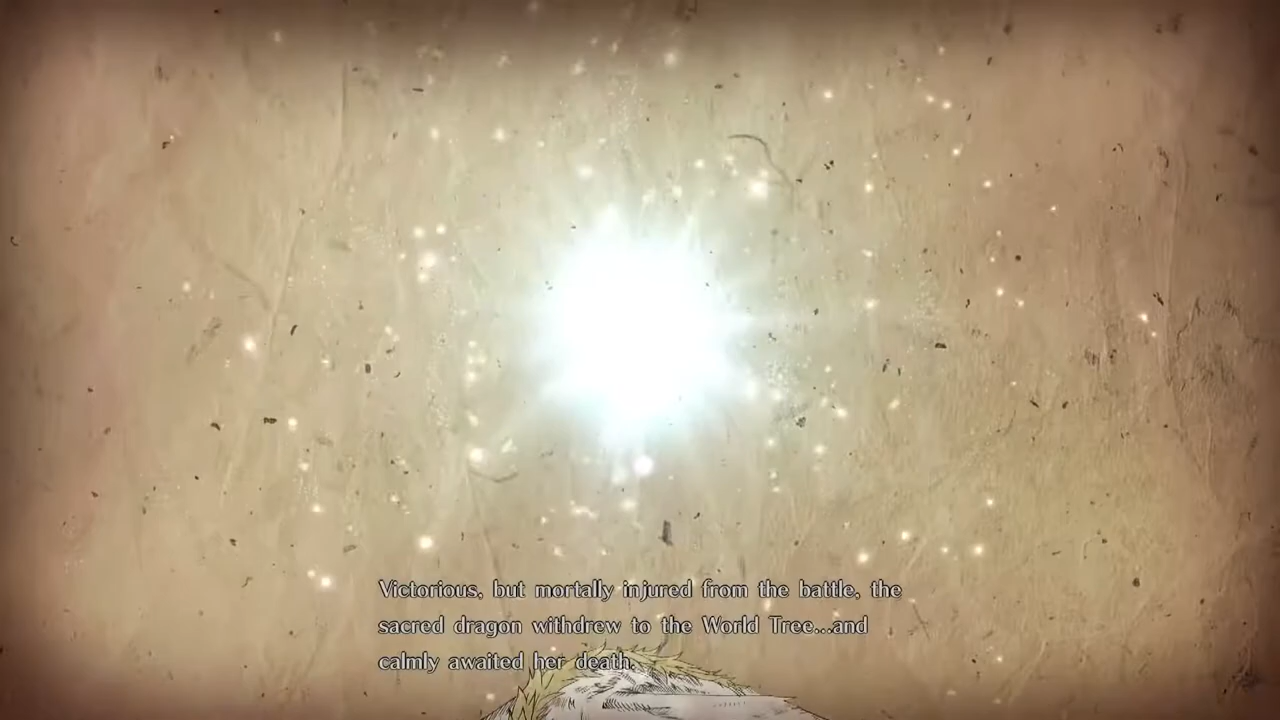 Victorious, but mortally injured from the battle, the
sacred dragon withdrew to the World Tree...and
calmly awaited her death.